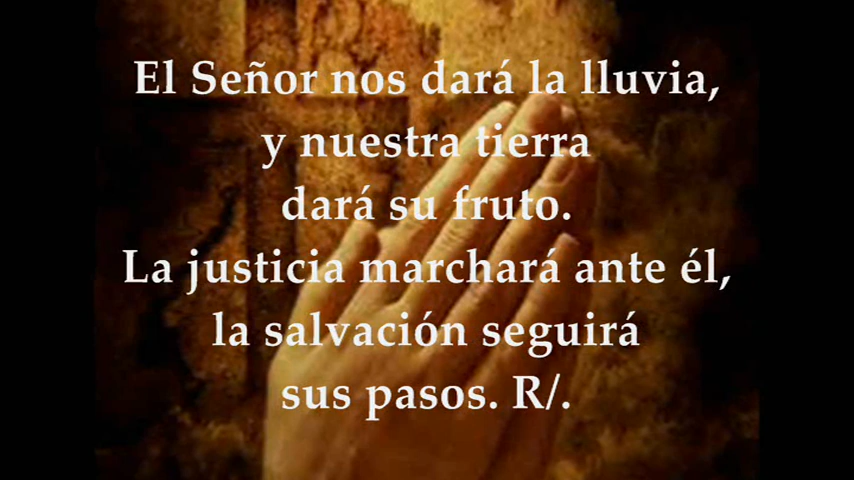 El Señor nos dará la lluvia,
y nuestra tierra
dará su fruto.
La justicia marchará ante él,
la salvación seguirá
sus pasos. R/.